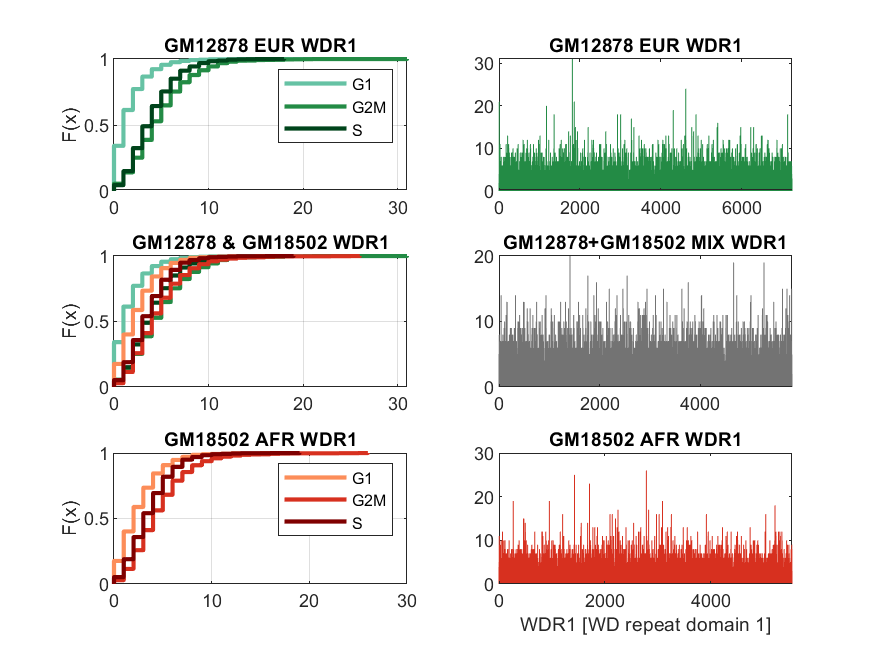 GM12878 EUR WDR1
1
0.5
0
F(x)
0 10 20 30
G1
G2M
S
GM12878 EUR WDR1
30
20
10
0
0 2000 4000 6000
GM12878 & GM18502 WDR1
1
0.5
0
F(x)
0 10 20 30
GM12878+GM18502 MIX WDR1
20
10
0
0 2000 4000
GM18502 AFR WDR1
1
0.5
0
F(x)
0 10 20 30
G1
G2M
S
GM18502 AFR WDR1
30
20
10
0
0 2000 4000
WDR1 [WD repeat domain 1]